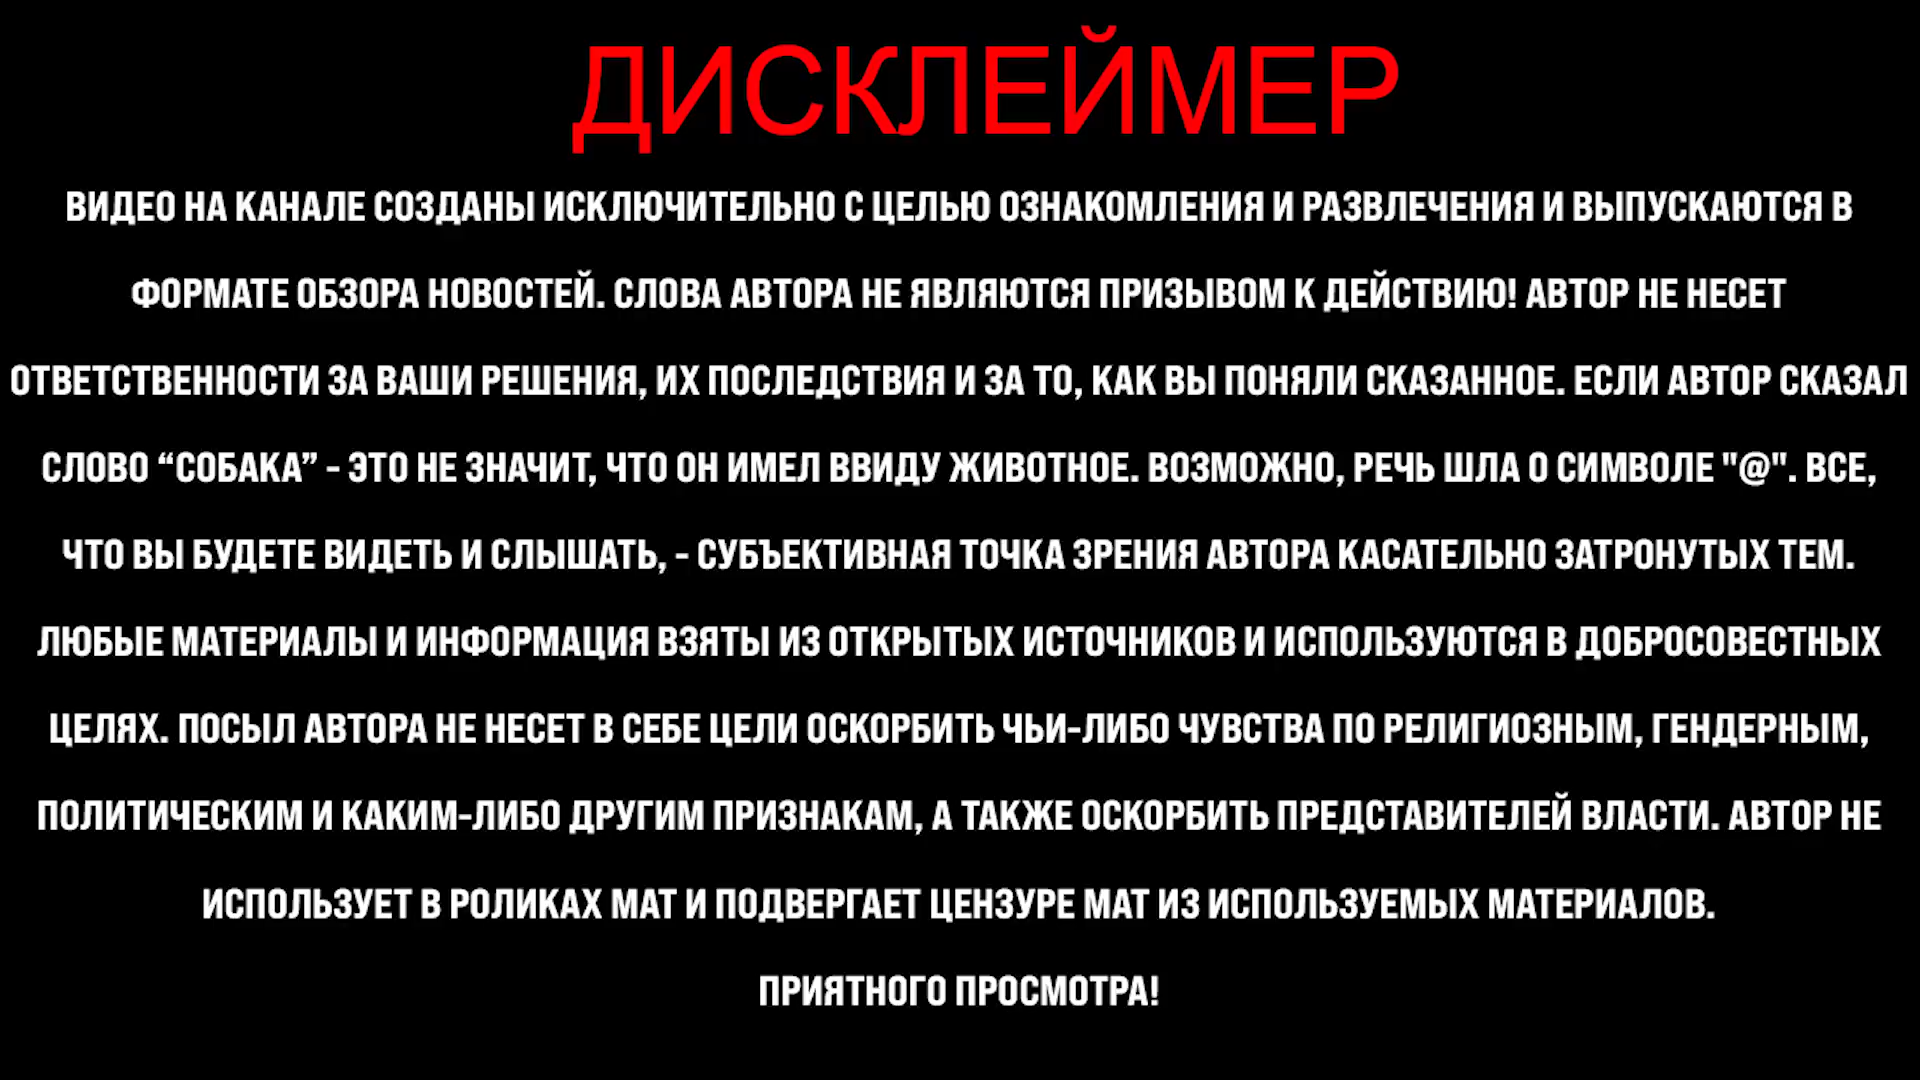 ДИСКЛЕЙМЕР
ВИДЕО НА КАНАЛЕ СОЗДАНЫ ИСКЛЮЧИТЕЛЬНО С ЦЕЛЬЮ ОЗНАКОМЛЕНИЯ И РАЗВЛЕЧЕНИЯ И ВЫПУСКАЮТСЯ В
ФОРМАТЕ ОБЗОРА НОВОСТЕЙ. СЛОВА АВТОРА НЕ ЯВЛЯЮТСЯ ПРИЗЫВОМ К ДЕЙСТВИЮ! АВТОР НЕ НЕСЕТ
ОТВЕТСТВЕННОСТИ ЗА ВАШИ РЕШЕНИЯ, ИХ ПОСЛЕДСТВИЯ И ЗА ТО, КАК ВЫ ПОНЯЛИ СКАЗАННОЕ. ЕСЛИ АВТОР СКАЗАЛ
СЛОВО “СОБАКА” - ЭТО НЕ ЗНАЧИТ, ЧТО ОН ИМЕЛ ВВИДУ ЖИВОТНОЕ. ВОЗМОЖНО, РЕЧЬ ШЛА О СИМВОЛЕ "@". ВСЕ,
ЧТО ВЫ БУДЕТЕ ВИДЕТЬ И СЛЫШАТЬ, - СУБЪЕКТИВНАЯ ТОЧКА ЗРЕНИЯ АВТОРА КАСАТЕЛЬНО ЗАТРОНУТЫХ ТЕМ.
ЛЮБЫЕ МАТЕРИАЛЫ И ИНФОРМАЦИЯ ВЗЯТЫ ИЗ ОТКРЫТЫХ ИСТОЧНИКОВ И ИСПОЛЬЗУЮТСЯ В ДОБРОСОВЕСТНЫХ
ЦЕЛЯХ. ПОСЫЛ АВТОРА НЕ НЕСЕТ В СЕБЕ ЦЕЛИ ОСКОРБИТЬ ЧЬИ-ЛИБО ЧУВСТВА ПО РЕЛИГИОЗНЫМ, ГЕНДЕРНЫМ,
ПОЛИТИЧЕСКИМ И КАКИМ-ЛИБО ДРУГИМ ПРИЗНАКАМ, А ТАКЖЕ ОСКОРБИТЬ ПРЕДСТАВИТЕЛЕЙ ВЛАСТИ. АВТОР НЕ
ИСПОЛЬЗУЕТ В РОЛИКАХ МАТ И ПОДВЕРГАЕТ ЦЕНЗУРЕ МАТ ИЗ ИСПОЛЬЗУЕМЫХ МАТЕРИАЛОВ.
ПРИЯТНОГО ПРОСМОТРА!